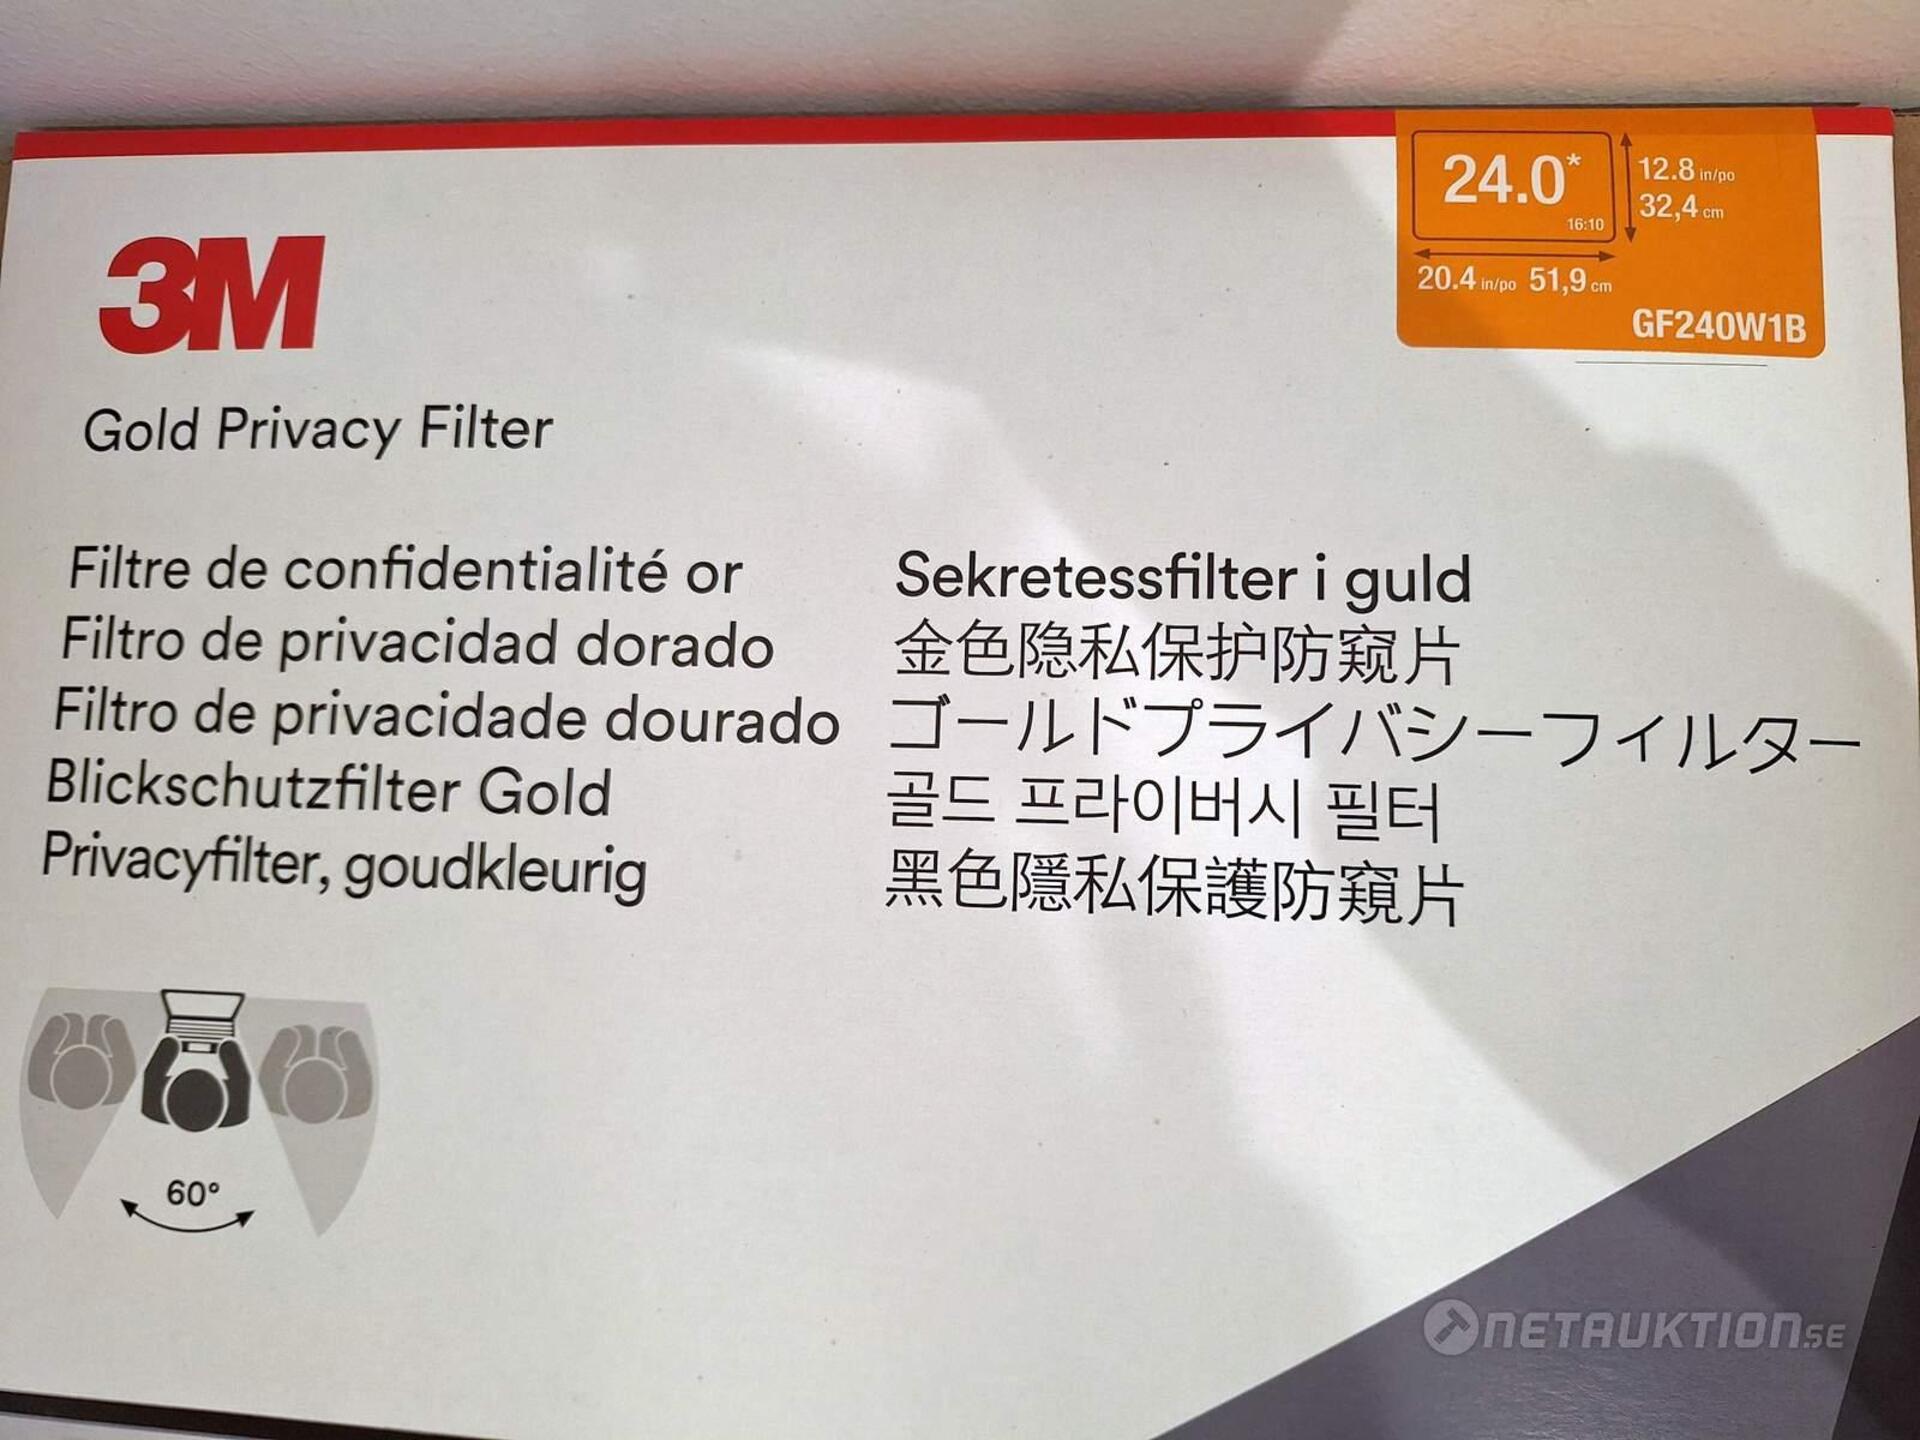 24.0*
16:10
12.8 in/po
32,4 cm
20.4 in/po 51,9 cm
GF240W1B
3M
Gold Privacy Filter
Filtre de confidentialité or
Filtro de privacidad dorado
Filtro de privacidade dourado
Blickschutzfilter Gold
Privacyfilter, goudkleurig
Sekretessfilter i guld
金色隐私保护防窥片
ゴールドプライバシーフィルター
골드 프라이버시 필터
黑色隱私保護防窺片
60°
NETAUKTION.SE